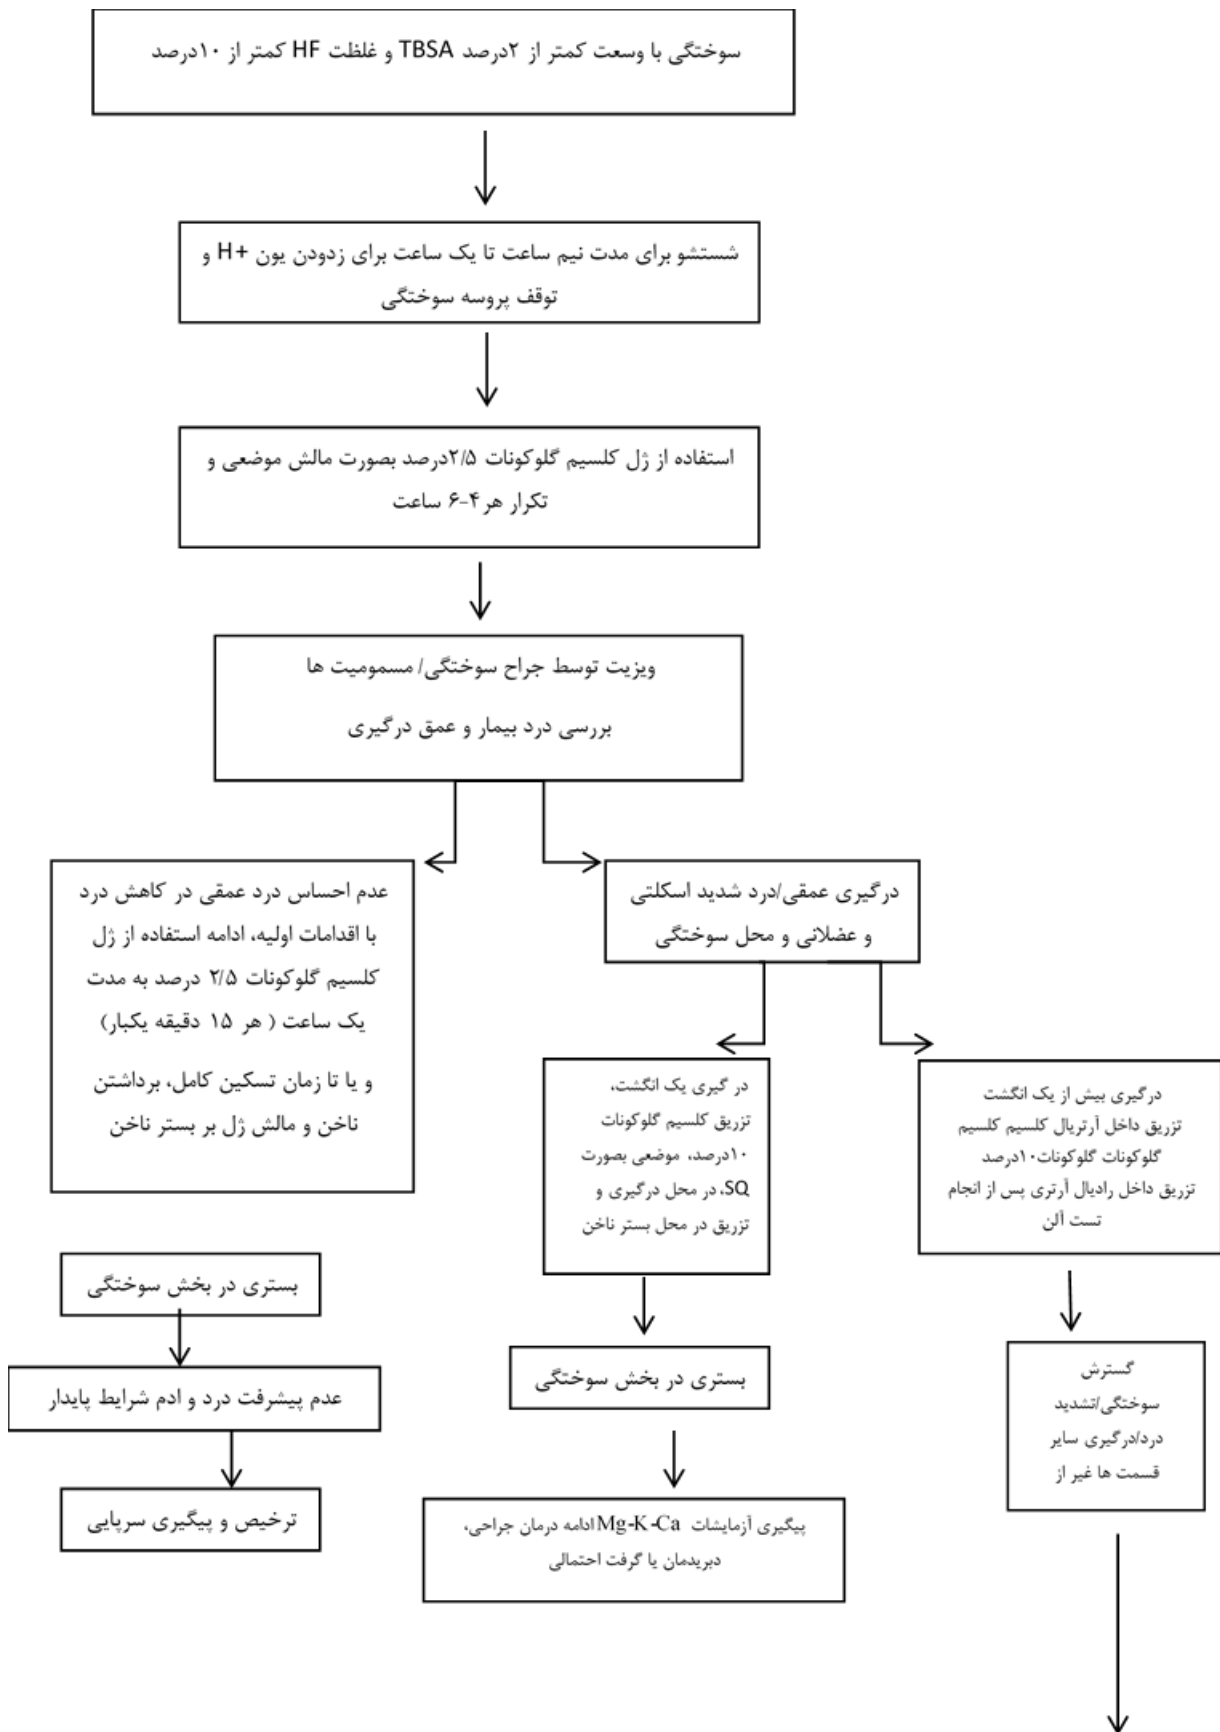 سوختگی با وسعت کمتر از ۲درصد TBSA و غلظت HF کمتر از ۱۰درصد
شستشو برای مدت نیم ساعت تا یک ساعت برای زدودن یون H+ و
توقف پروسه سوختگی
استفاده از ژل کلسیم گلوکونات ۲/۵درصد بصورت مالش موضعی و
تکرار هر ۴-۶ ساعت
ویزیت توسط جراح سوختگی/ مسمومیت ها
بررسی درد بیمار و عمق درگیری
درگیری عمقی/درد شدید اسکلتی
و عضلانی و محل سوختگی
عدم احساس درد عمقی در کاهش درد
با اقدامات اولیه، ادامه استفاده از ژل
کلسیم گلوکونات ۲/۵ درصد به مدت
یک ساعت ( هر ۱۵ دقیقه یکبار)
و یا تا زمان تسکین کامل، برداشتن
ناخن و مالش ژل بر بستر ناخن
درگیری بیش از یک انگشت
تزریق داخل آرتریال کلسیم کلسیم
گلوکونات گلوکونات۱۰درصد
تزریق داخل رادیال آرتری پس از انجام
تست آلن
در گیری یک انگشت،
تزریق کلسیم گلوکونات
۱۰درصد، موضعی بصورت
SQ، در محل درگیری و
تزریق در محل بستر ناخن
بستری در بخش سوختگی
عدم پیشرفت درد و ادم شرایط پایدار
ترخیص و پیگیری سرپایی
بستری در بخش سوختگی
پیگیری آزمایشات Mg-K-Ca ادامه درمان جراحی،
دبریدمان یا گرفت احتمالی
گسترش
سوختگی/تشدید
درد/درگیری سایر
قسمت ها غیر از